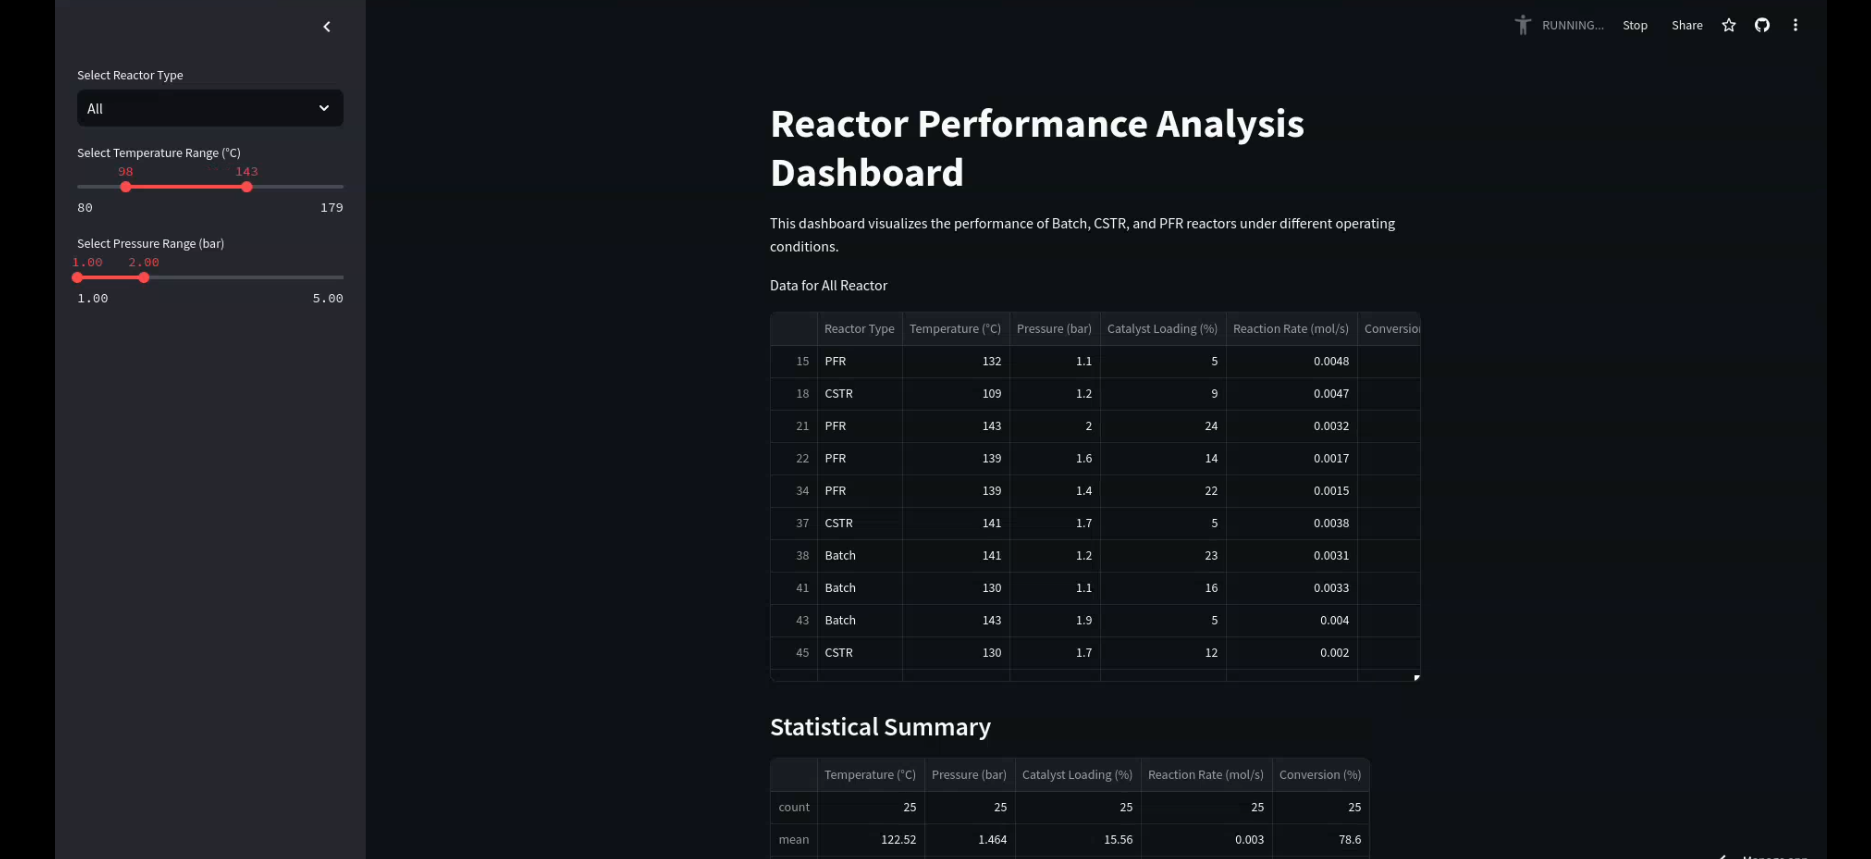 RUNNING...
Stop
Share
Select Reactor Type
All
Select Temperature Range (°C)
98 143
80 179
Select Pressure Range (bar)
1.00 2.00
1.00 5.00
Reactor Performance Analysis
Dashboard
This dashboard visualizes the performance of Batch, CSTR, and PFR reactors under different operating
conditions.
Data for All Reactor
Reactor Type Temperature (°C) Pressure (bar) Catalyst Loading (%) Reaction Rate (mol/s)
15 PFR 132 1.1 5 0.0048
18 CSTR 109 1.2 9 0.0047
21 PFR 143 2 24 0.0032
22 PFR 139 1.6 14 0.0017
34 PFR 139 1.4 22 0.0015
37 CSTR 141 1.7 5 0.0038
38 Batch 141 1.2 23 0.0031
41 Batch 130 1.1 16 0.0033
43 Batch 143 1.9 5 0.004
45 CSTR 130 1.7 12 0.002
Statistical Summary
Temperature (°C) Pressure (bar) Catalyst Loading (%) Reaction Rate (mol/s) Conversion (%)
count 25 25 25 25 25
mean 122.52 1.464 15.56 0.003 78.6